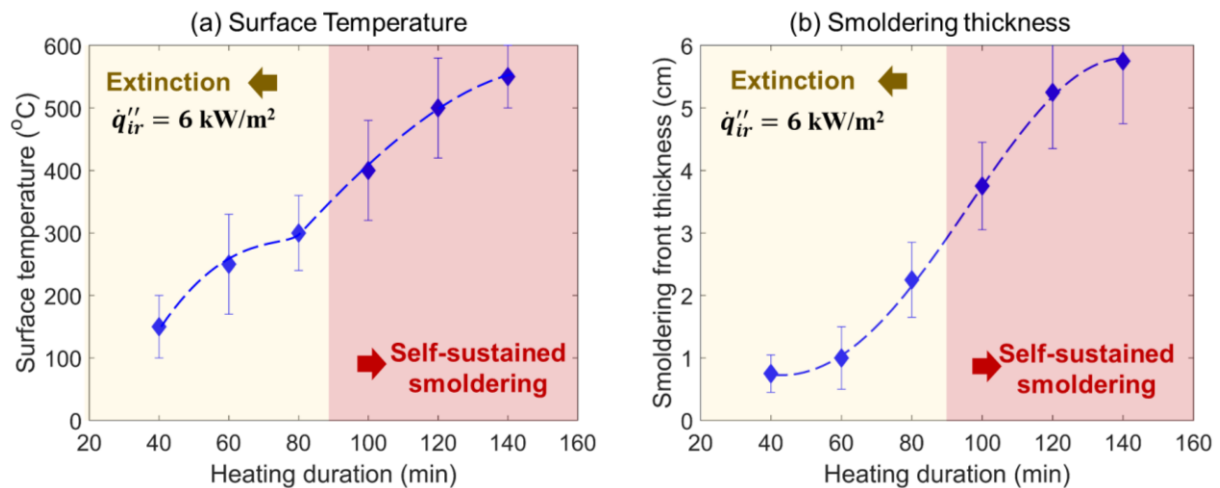 (a) Surface Temperature
600
500
400
300
200
100
0
Surface temperature (°C)
Extinction
q̇″ir = 6 kW/m²
Self-sustained
smoldering
20 40 60 80 100 120 140 160
Heating duration (min)
(b) Smoldering thickness
6
5
4
3
2
1
0
Smoldering front thickness (cm)
Extinction
q̇″ir = 6 kW/m²
Self-sustained
smoldering
20 40 60 80 100 120 140 160
Heating duration (min)